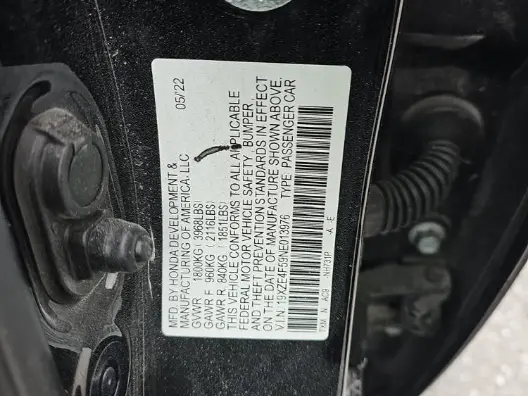 MFD. BY HONDA DEVELOPMENT & 05/22
MANUFACTURING OF AMERICA, LLC
GVWR 1800KG( 3968LBS)
GAWR F. 960KG( 2116LBS)
GAWR R. 840KG( 1851LBS)
THIS VEHICLE CONFORMS TO ALL APPLICABLE
FEDERAL MOTOR VEHICLE SAFETY, BUMPER,
AND THEFT PREVENTION STANDARDS IN EFFECT
ON THE DATE OF MANUFACTURE SHOWN ABOVE.
V.I.N.: 19XZE4F59NE013976 TYPE: PASSENGER CAR
NH731P -A E